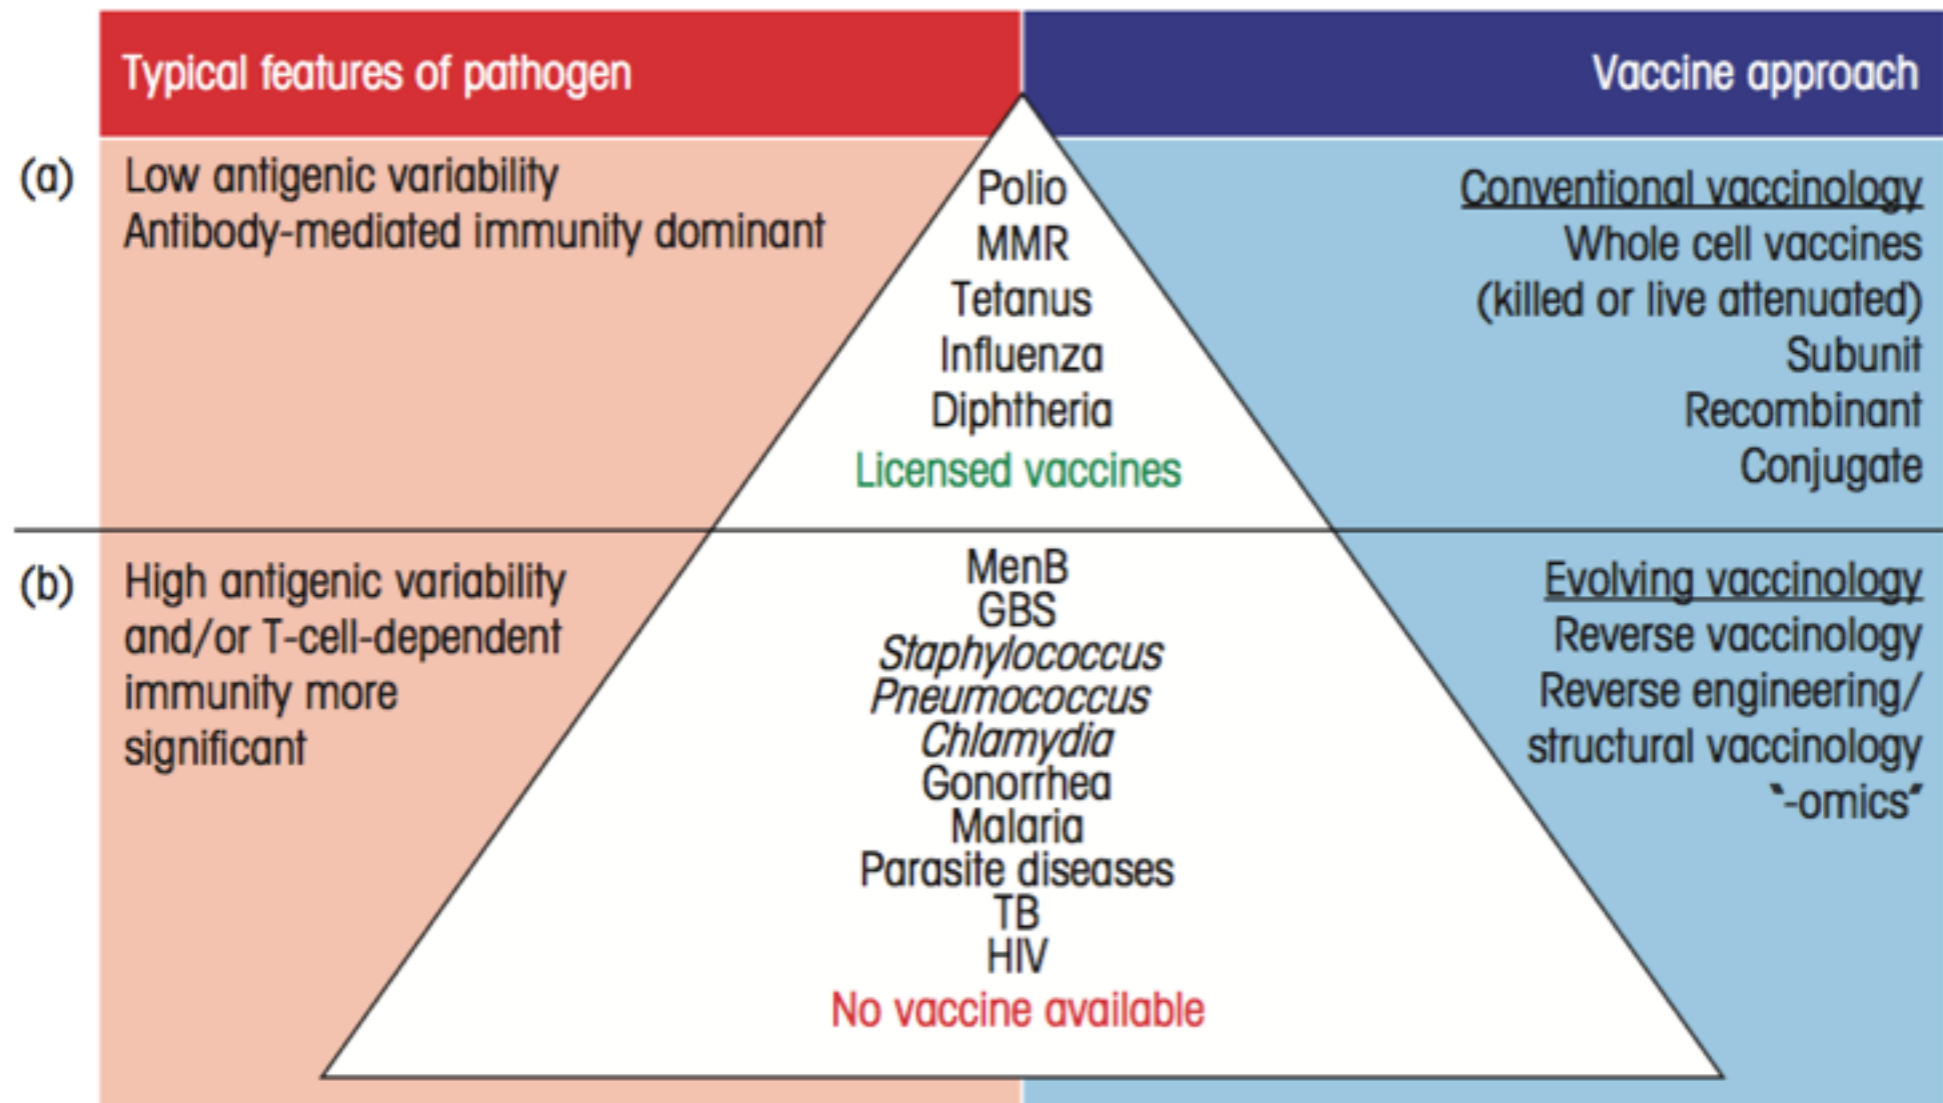 Typical features of pathogen
Vaccine approach
(a)
Low antigenic variability
Antibody-mediated immunity dominant
Polio
MMR
Tetanus
Influenza
Diphtheria
Licensed vaccines
Conventional vaccinology
Whole cell vaccines
(killed or live attenuated)
Subunit
Recombinant
Conjugate
(b)
High antigenic variability
and/or T-cell-dependent
immunity more
significant
MenB
GBS
Staphylococcus
Pneumococcus
Chlamydia
Gonorrhea
Malaria
Parasite diseases
TB
HIV
No vaccine available
Evolving vaccinology
Reverse vaccinology
Reverse engineering/
structural vaccinology
“-omics”